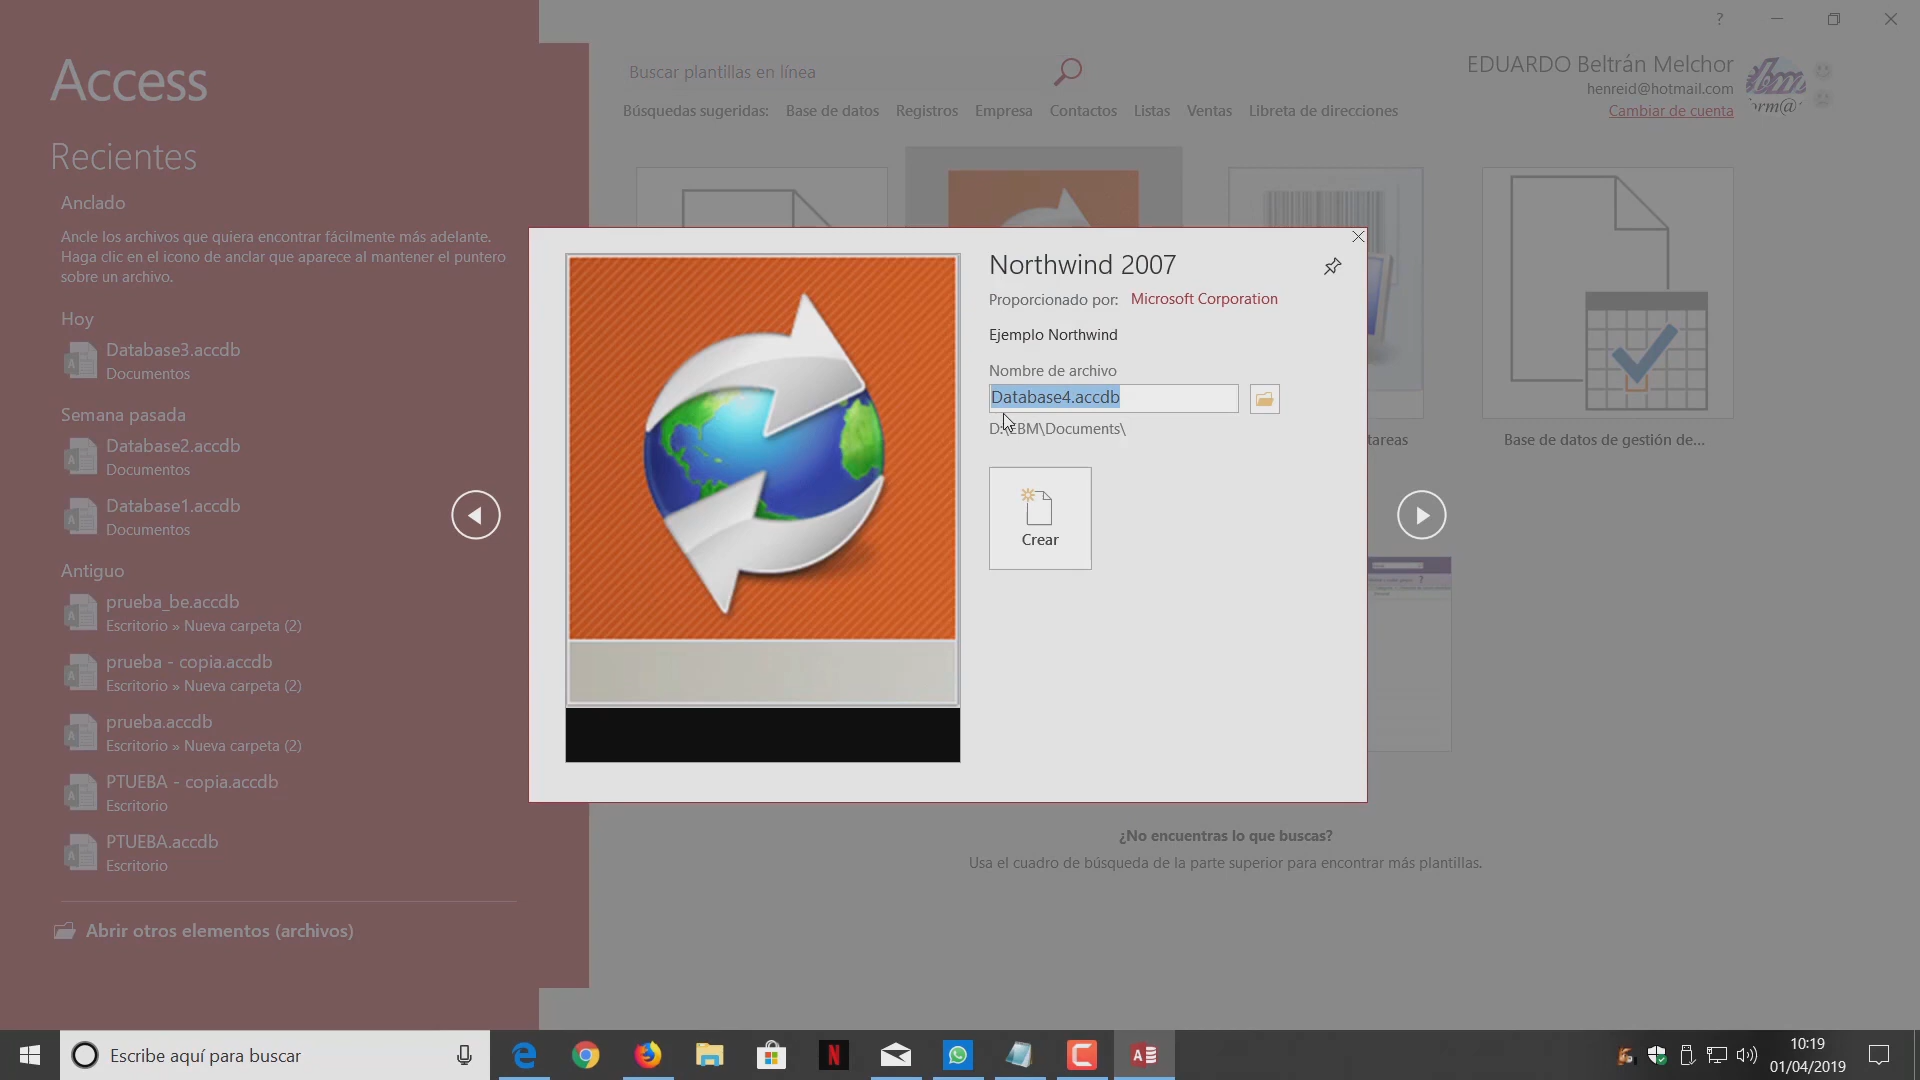 Access
Recientes
Anclado
Ancle los archivos que quiera encontrar fácilmente más adelante.
Haga clic en el icono de anclar que aparece al mantener el puntero
sobre un archivo.
Hoy
Database3.accdb
Documentos
Semana pasada
Database2.accdb
Documentos
Database1.accdb
Documentos
Antiguo
prueba_be.accdb
Escritorio » Nueva carpeta (2)
prueba - copia.accdb
Escritorio » Nueva carpeta (2)
prueba.accdb
Escritorio » Nueva carpeta (2)
PTUEBA - copia.accdb
Escritorio
PTUEBA.accdb
Escritorio
Abrir otros elementos (archivos)
Buscar plantillas en línea
Búsquedas sugeridas: Base de datos Registros Empresa Contactos Listas Ventas Libreta de direcciones
EDUARDO Beltrán Melchor
henreid@hotmail.com
Cambiar de cuenta
Northwind 2007
Proporcionado por: Microsoft Corporation
Ejemplo Northwind
Nombre de archivo
Database4.accdb
D:\EBM\Documents\
Crear
tareas
Base de datos de gestión de...
¿No encuentras lo que buscas?
Usa el cuadro de búsqueda de la parte superior para encontrar más plantillas.
Escribe aquí para buscar
10:19
01/04/2019